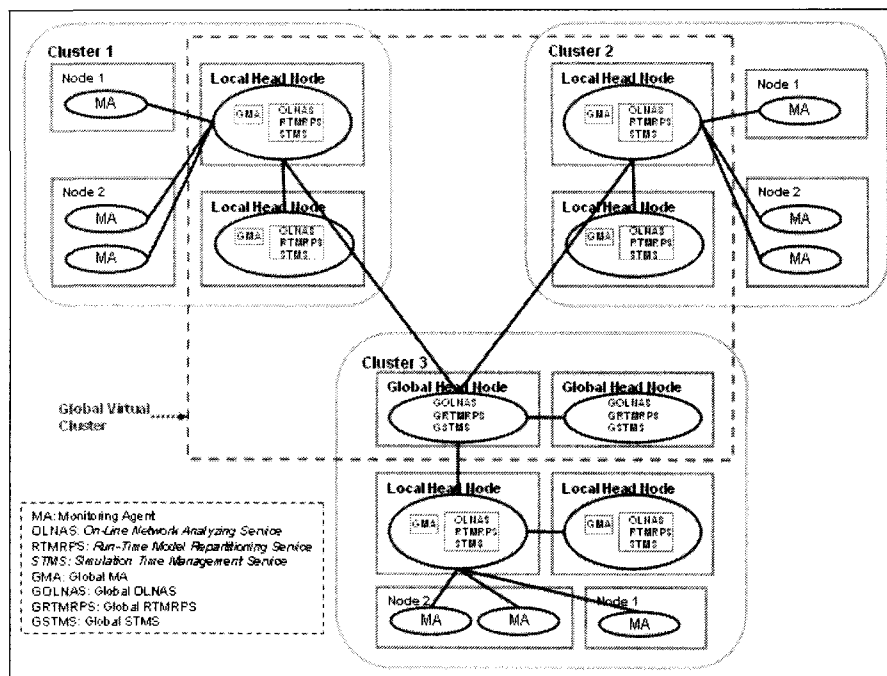 Cluster 1
Node 1
MA
Node 2
MA
MA
Local Head Node
GMA
OLNAS
RTMRPS
STMS
Local Head Node
GMA
OLNAS
RTMRPS
STMS
Cluster 2
Local Head Node
GMA
OLNAS
RTMRPS
STMS
Local Head Node
GMA
OLNAS
RTMRPS
STMS
Node 1
MA
Node 2
MA
MA
Cluster 3
Global Head Node
GOLNAS
GRTMRPS
GSTMS
Global Head Node
GOLNAS
GRTMRPS
GSTMS
Global Virtual
Cluster
Local Head Node
GMA
OLNAS
RTMRPS
STMS
Local Head Node
GMA
OLNAS
RTMRPS
STMS
Node 2
MA
MA
Node 1
MA
MA: Monitoring Agent
OLNAS: On-Line Network Analyzing Service
RTMRPS: Run-Time Model Repartitioning Service
STMS: Simulation Time Management Service
GMA: Global MA
GOLNAS: Global OLNAS
GRTMRPS: Global RTMRPS
GSTMS: Global STMS